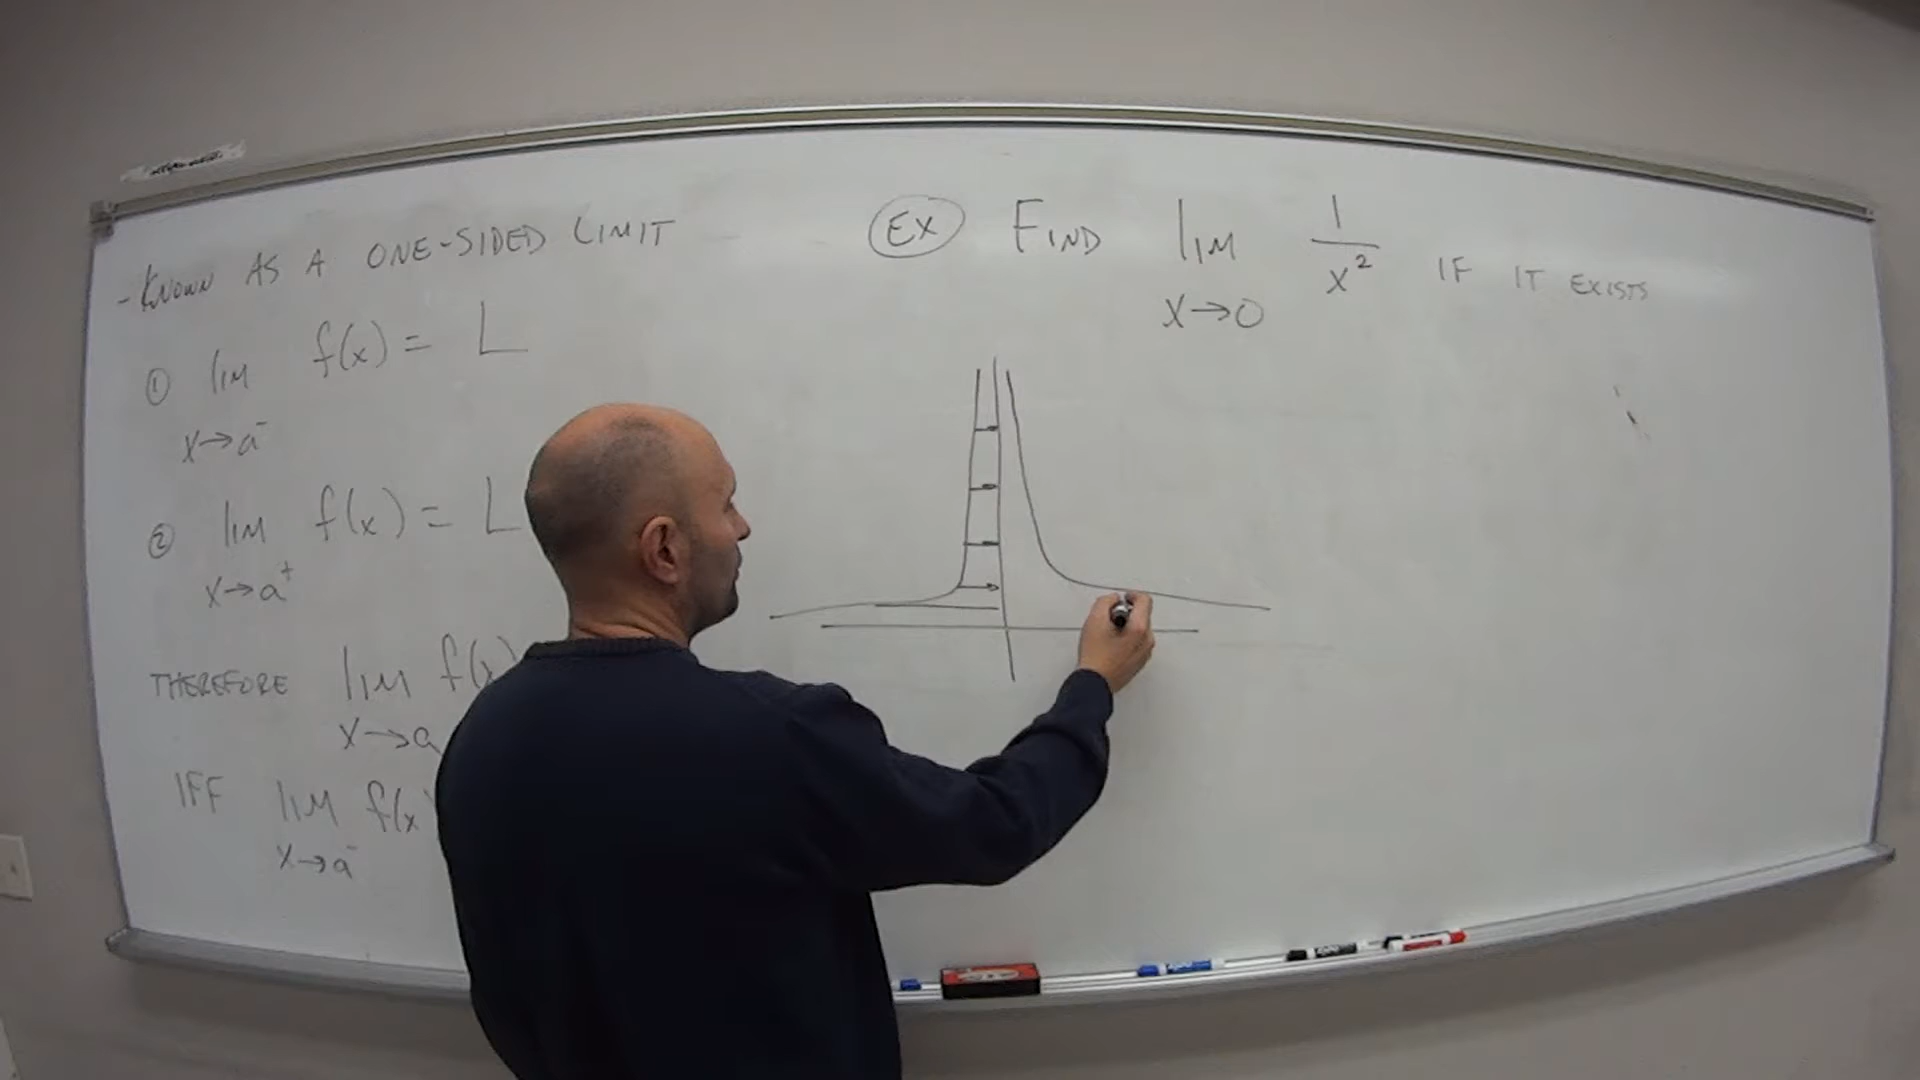 - KNOWN AS A ONE-SIDED LIMIT
① lim f(x) = L
x→a⁻
② lim f(x) = L
x→a⁺
THEREFORE lim f(x)
x→a
IFF lim f(x)
x→a⁻
EX FIND lim 1/x² IF IT EXISTS
x→0
EXPO